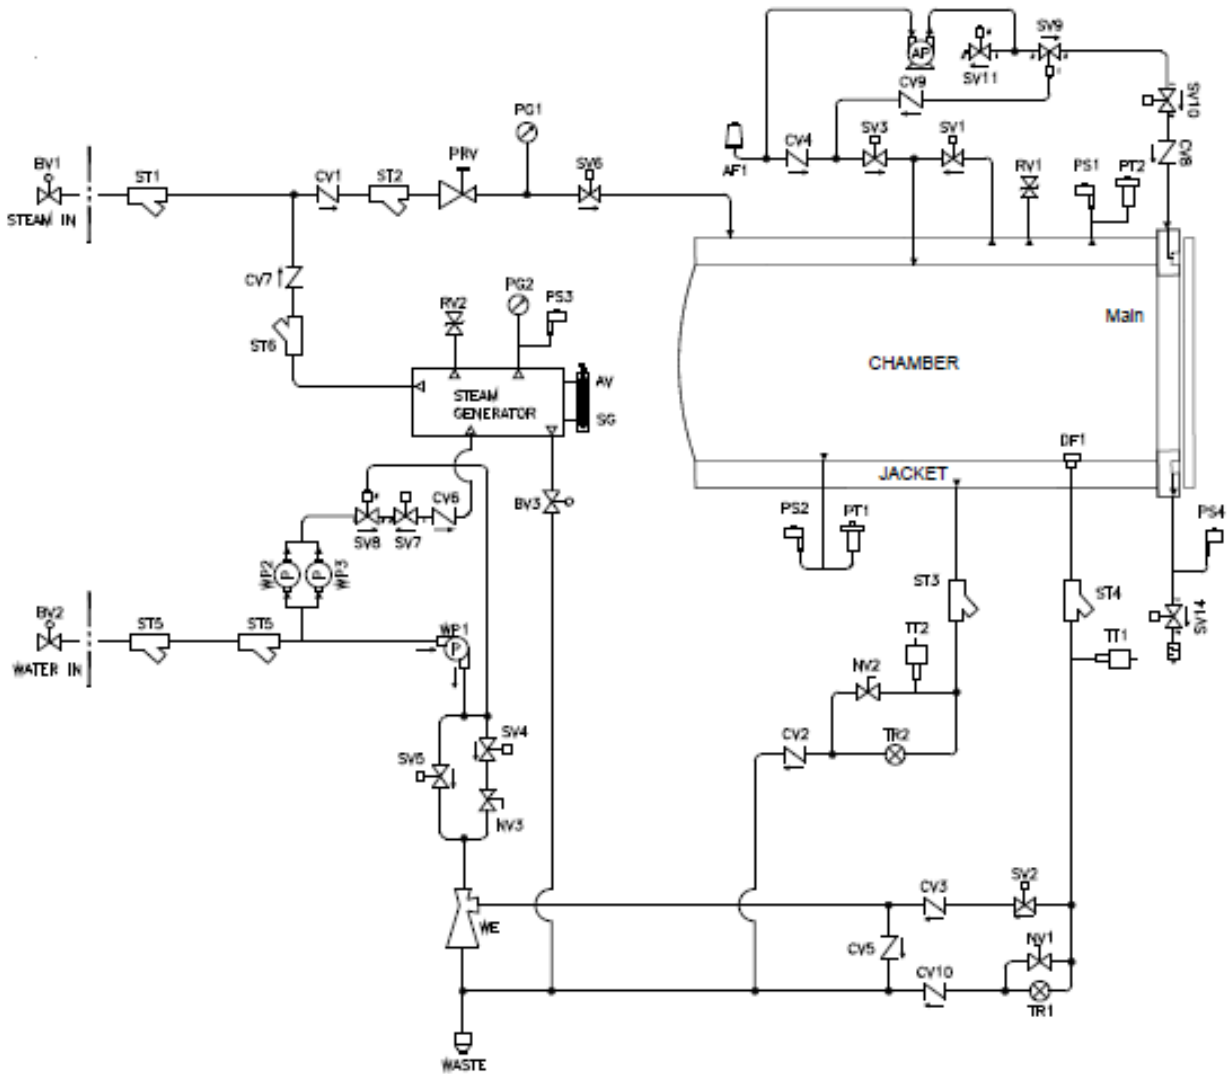 SV9
AP
SV11
SV10
CV9
PG1
CV4
SV3
SV1
CV8
BV1
PRV
SV6
AF1
RV1
PS1
PT2
ST1
CV1
ST2
STEAM IN
CV7
PG2
PS3
RV2
Main
ST6
CHAMBER
STEAM
GENERATOR
AV
SG
DF1
JACKET
CV6
BV3
PS2
PT1
PS4
SV8
SV7
WP2
P
P
WP3
ST3
ST4
BV2
ST5
ST5
WP1
P
TT2
SV14
TT1
WATER IN
NV2
SV4
CV2
TR2
SV5
NV3
CV3
SV2
WE
CV5
NV1
CV10
TR1
WASTE